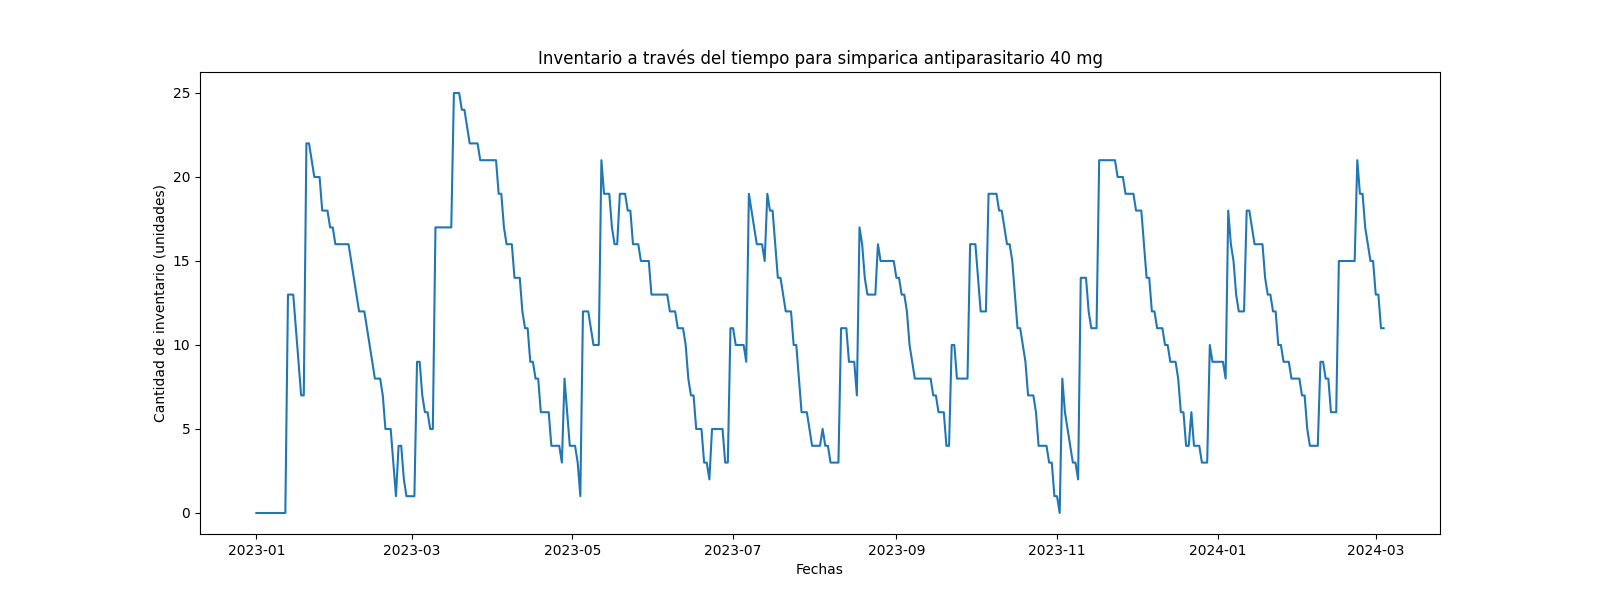 Inventario a través del tiempo para simparica antiparasitario 40 mg
Cantidad de inventario (unidades)
25
20
15
10
5
0
2023-01 2023-03 2023-05 2023-07 2023-09 2023-11 2024-01 2024-03
Fechas